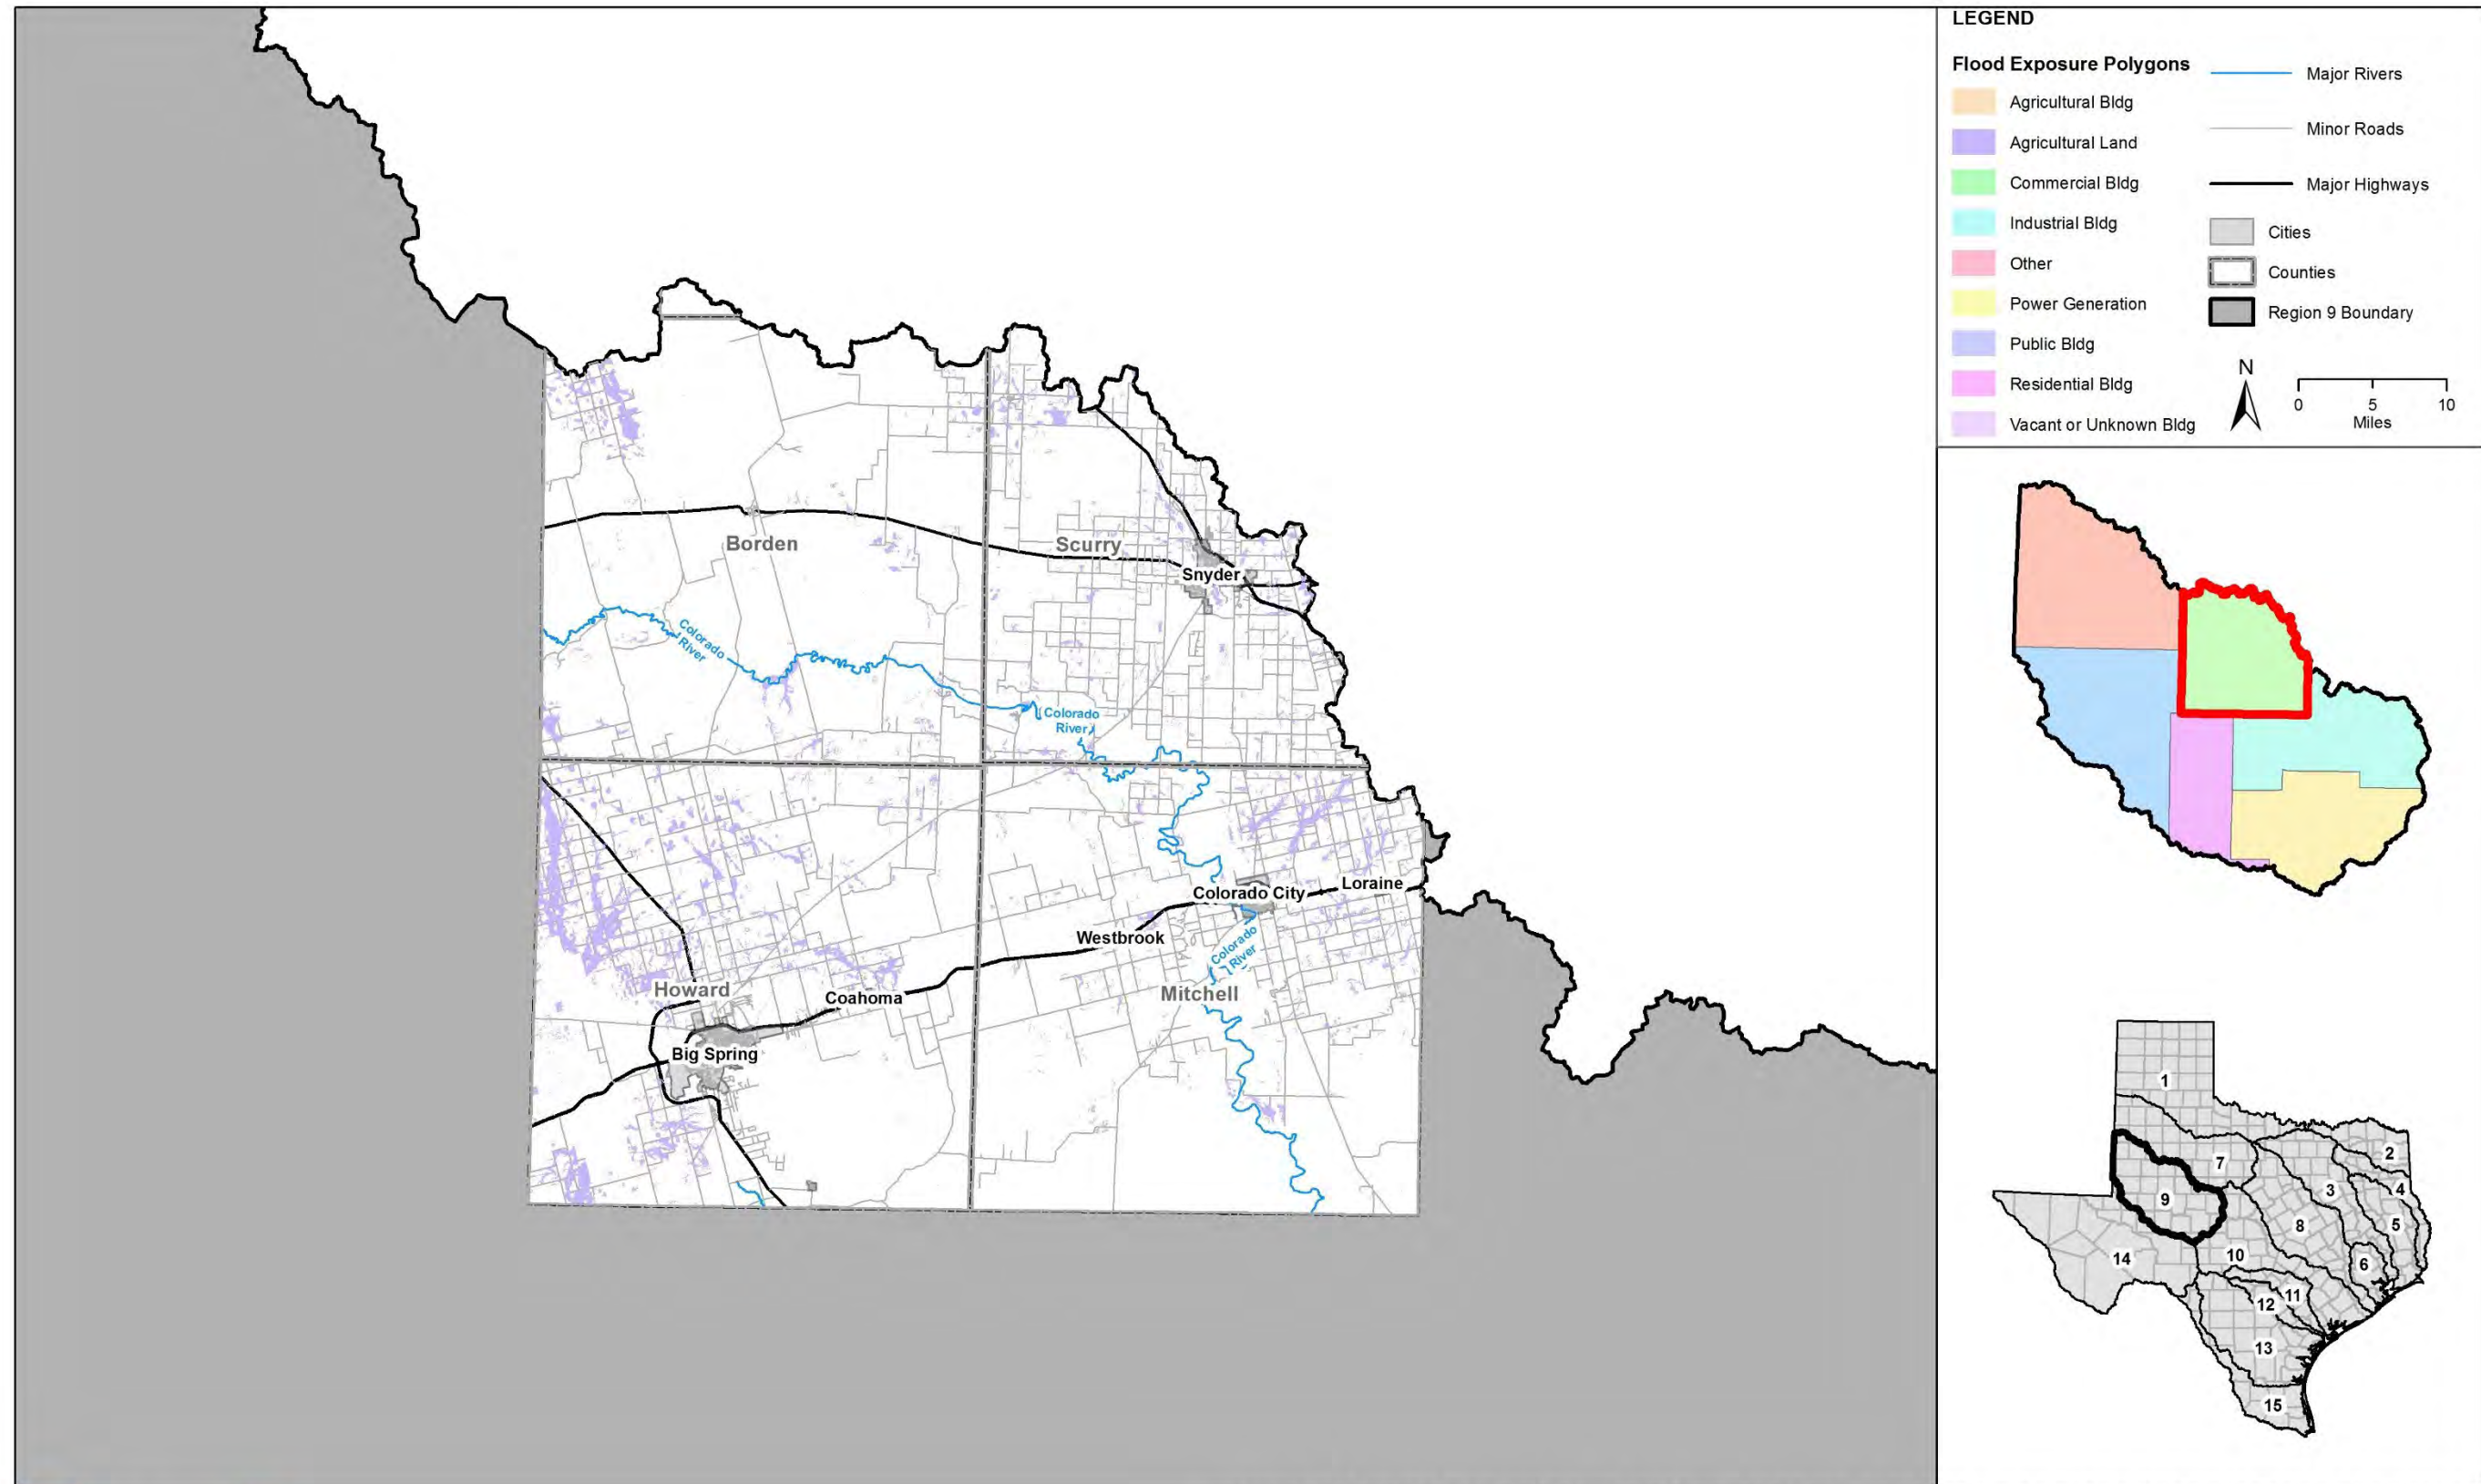 LEGEND
Flood Exposure Polygons
Agricultural Bldg
Agricultural Land
Commercial Bldg
Industrial Bldg
Other
Power Generation
Public Bldg
Residential Bldg
Vacant or Unknown Bldg
Major Rivers
Minor Roads
Major Highways
Cities
Counties
Region 9 Boundary
N
0 5 10
Miles
Borden
Scurry
Snyder
Colorado
River
Colorado
River
Colorado City
Loraine
Westbrook
Colorado
River
Howard
Coahoma
Mitchell
Big Spring
1
2
7
3
4
9
5
8
10
14
6
11
12
13
15